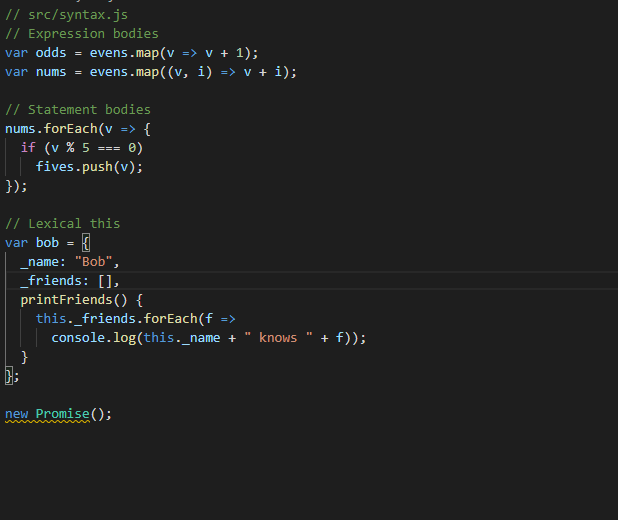 // src/syntax.js
// Expression bodies
var odds = evens.map(v => v + 1);
var nums = evens.map((v, i) => v + i);

// Statement bodies
nums.forEach(v => {
  if (v % 5 === 0)
    fives.push(v);
});

// Lexical this
var bob = {
  _name: "Bob",
  _friends: [],
  printFriends() {
    this._friends.forEach(f =>
      console.log(this._name + " knows " + f));
  }
};

new Promise();